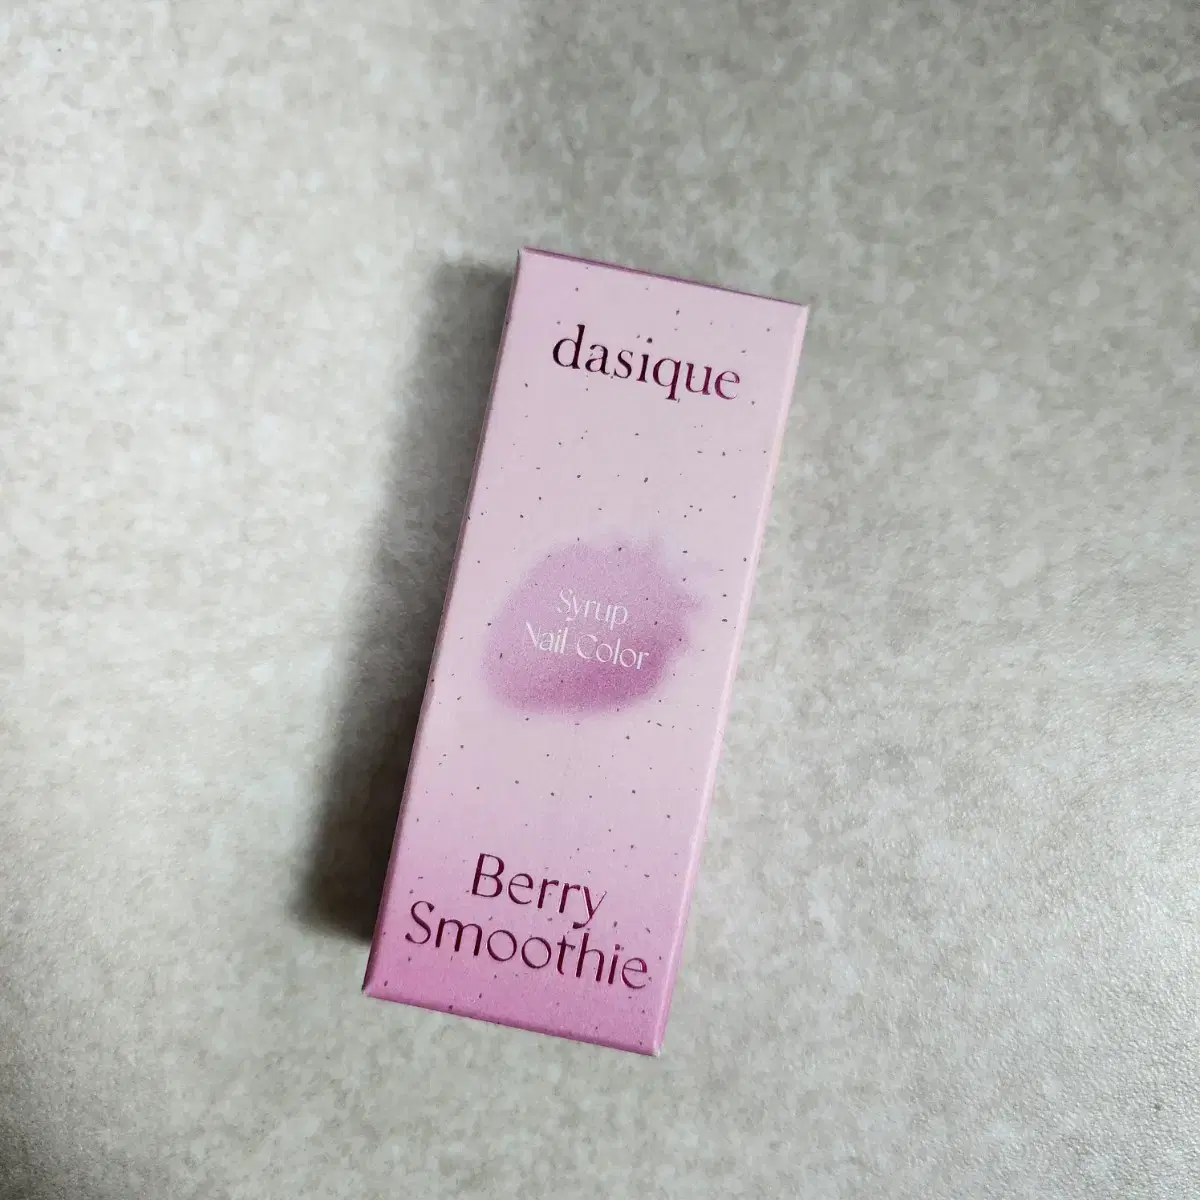 dasique
Syrup
Nail Color
Berry
Smoothie